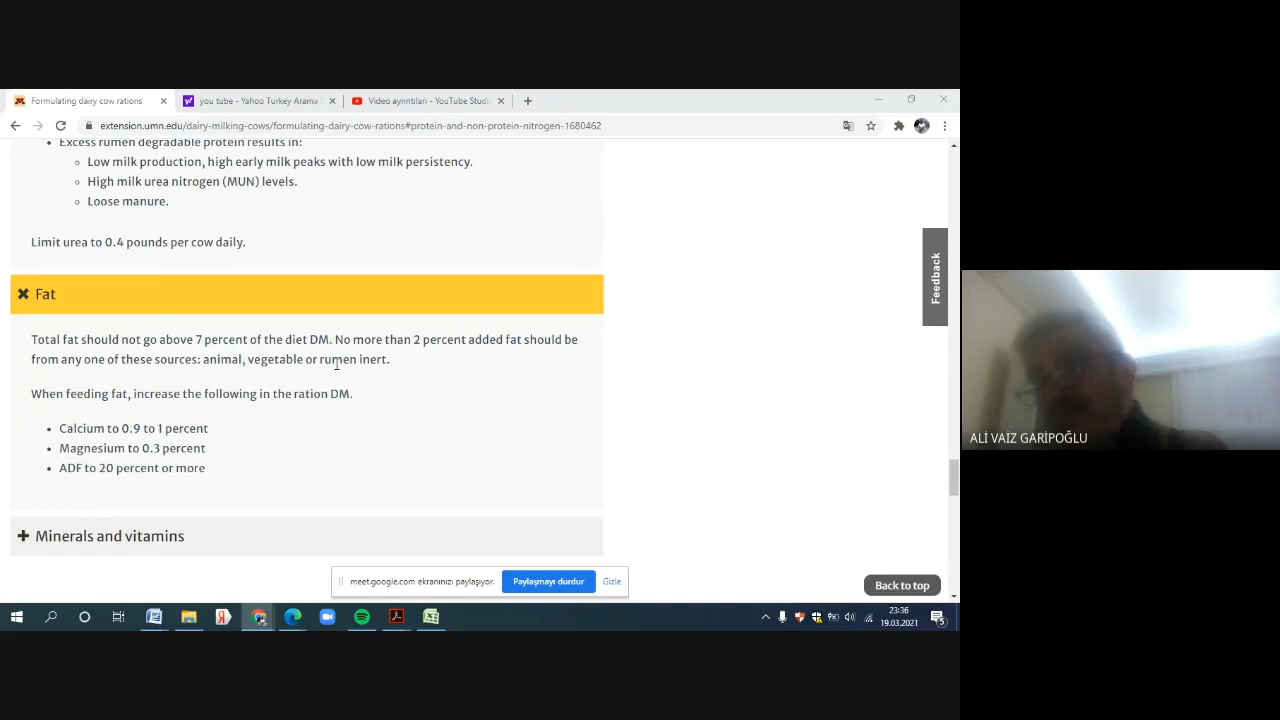 Formulating dairy cow rations
you tube - Yahoo Turkey Arama
Video ayrıntıları - YouTube Studi
extension.umn.edu/dairy-milking-cows/formulating-dairy-cow-rations#protein-and-non-protein-nitrogen-1680462
Excess rumen degradable protein results in:
Low milk production, high early milk peaks with low milk persistency.
High milk urea nitrogen (MUN) levels.
Loose manure.
Limit urea to 0.4 pounds per cow daily.
Fat
Total fat should not go above 7 percent of the diet DM. No more than 2 percent added fat should be
from any one of these sources: animal, vegetable or rumen inert.
When feeding fat, increase the following in the ration DM.
Calcium to 0.9 to 1 percent
Magnesium to 0.3 percent
ADF to 20 percent or more
Minerals and vitamins
meet.google.com ekranınızı paylaşıyor.
Paylaşmayı durdur
Gizle
Back to top
Feedback
23:36
19.03.2021
5
ALİ VAİZ GARİPOĞLU